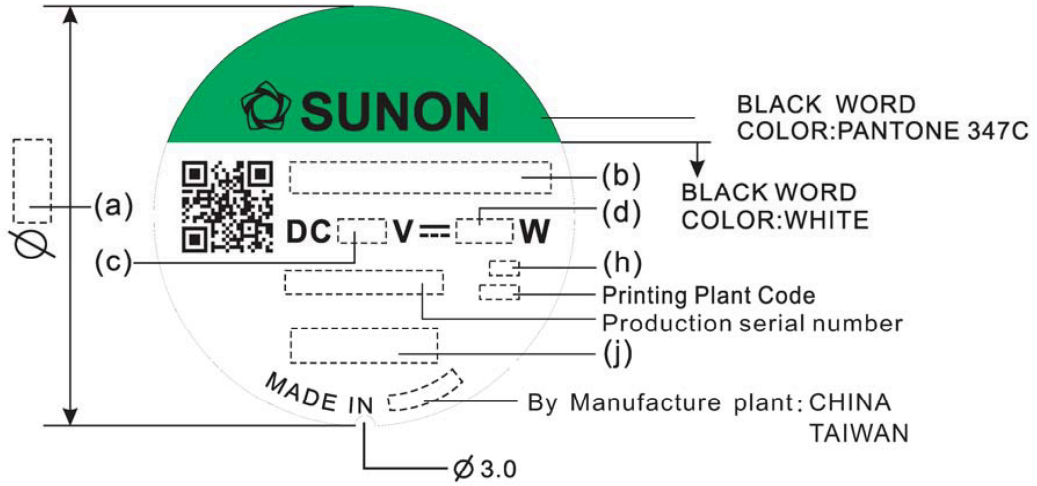 SUNON
BLACK WORD
COLOR:PANTONE 347C
(a)
(b)
BLACK WORD
COLOR:WHITE
(d)
DC V W
Ø
(c)
(h)
Printing Plant Code
Production serial number
(j)
MADE IN
By Manufacture plant: CHINA
TAIWAN
Ø 3.0